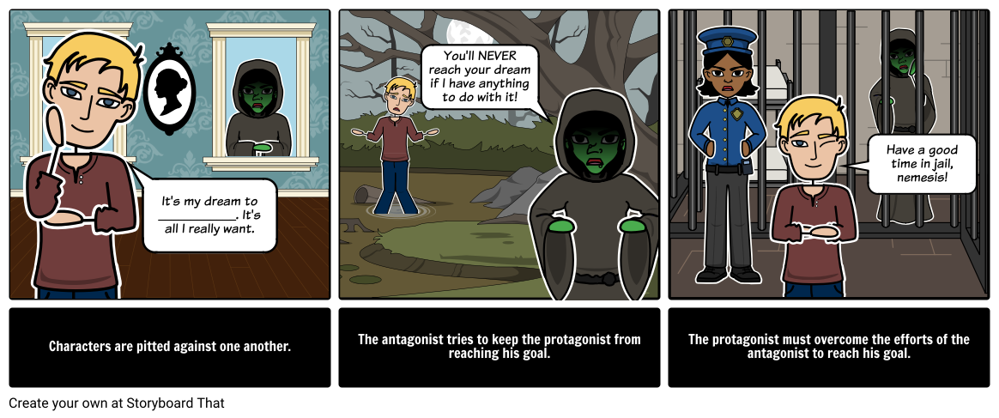 It's my dream to
____________. It's
all I really want.
You'll NEVER
reach your dream
if I have anything
to do with it!
Have a good
time in jail,
nemesis!
Characters are pitted against one another.
The antagonist tries to keep the protagonist from
reaching his goal.
The protagonist must overcome the efforts of the
antagonist to reach his goal.
Create your own at Storyboard That